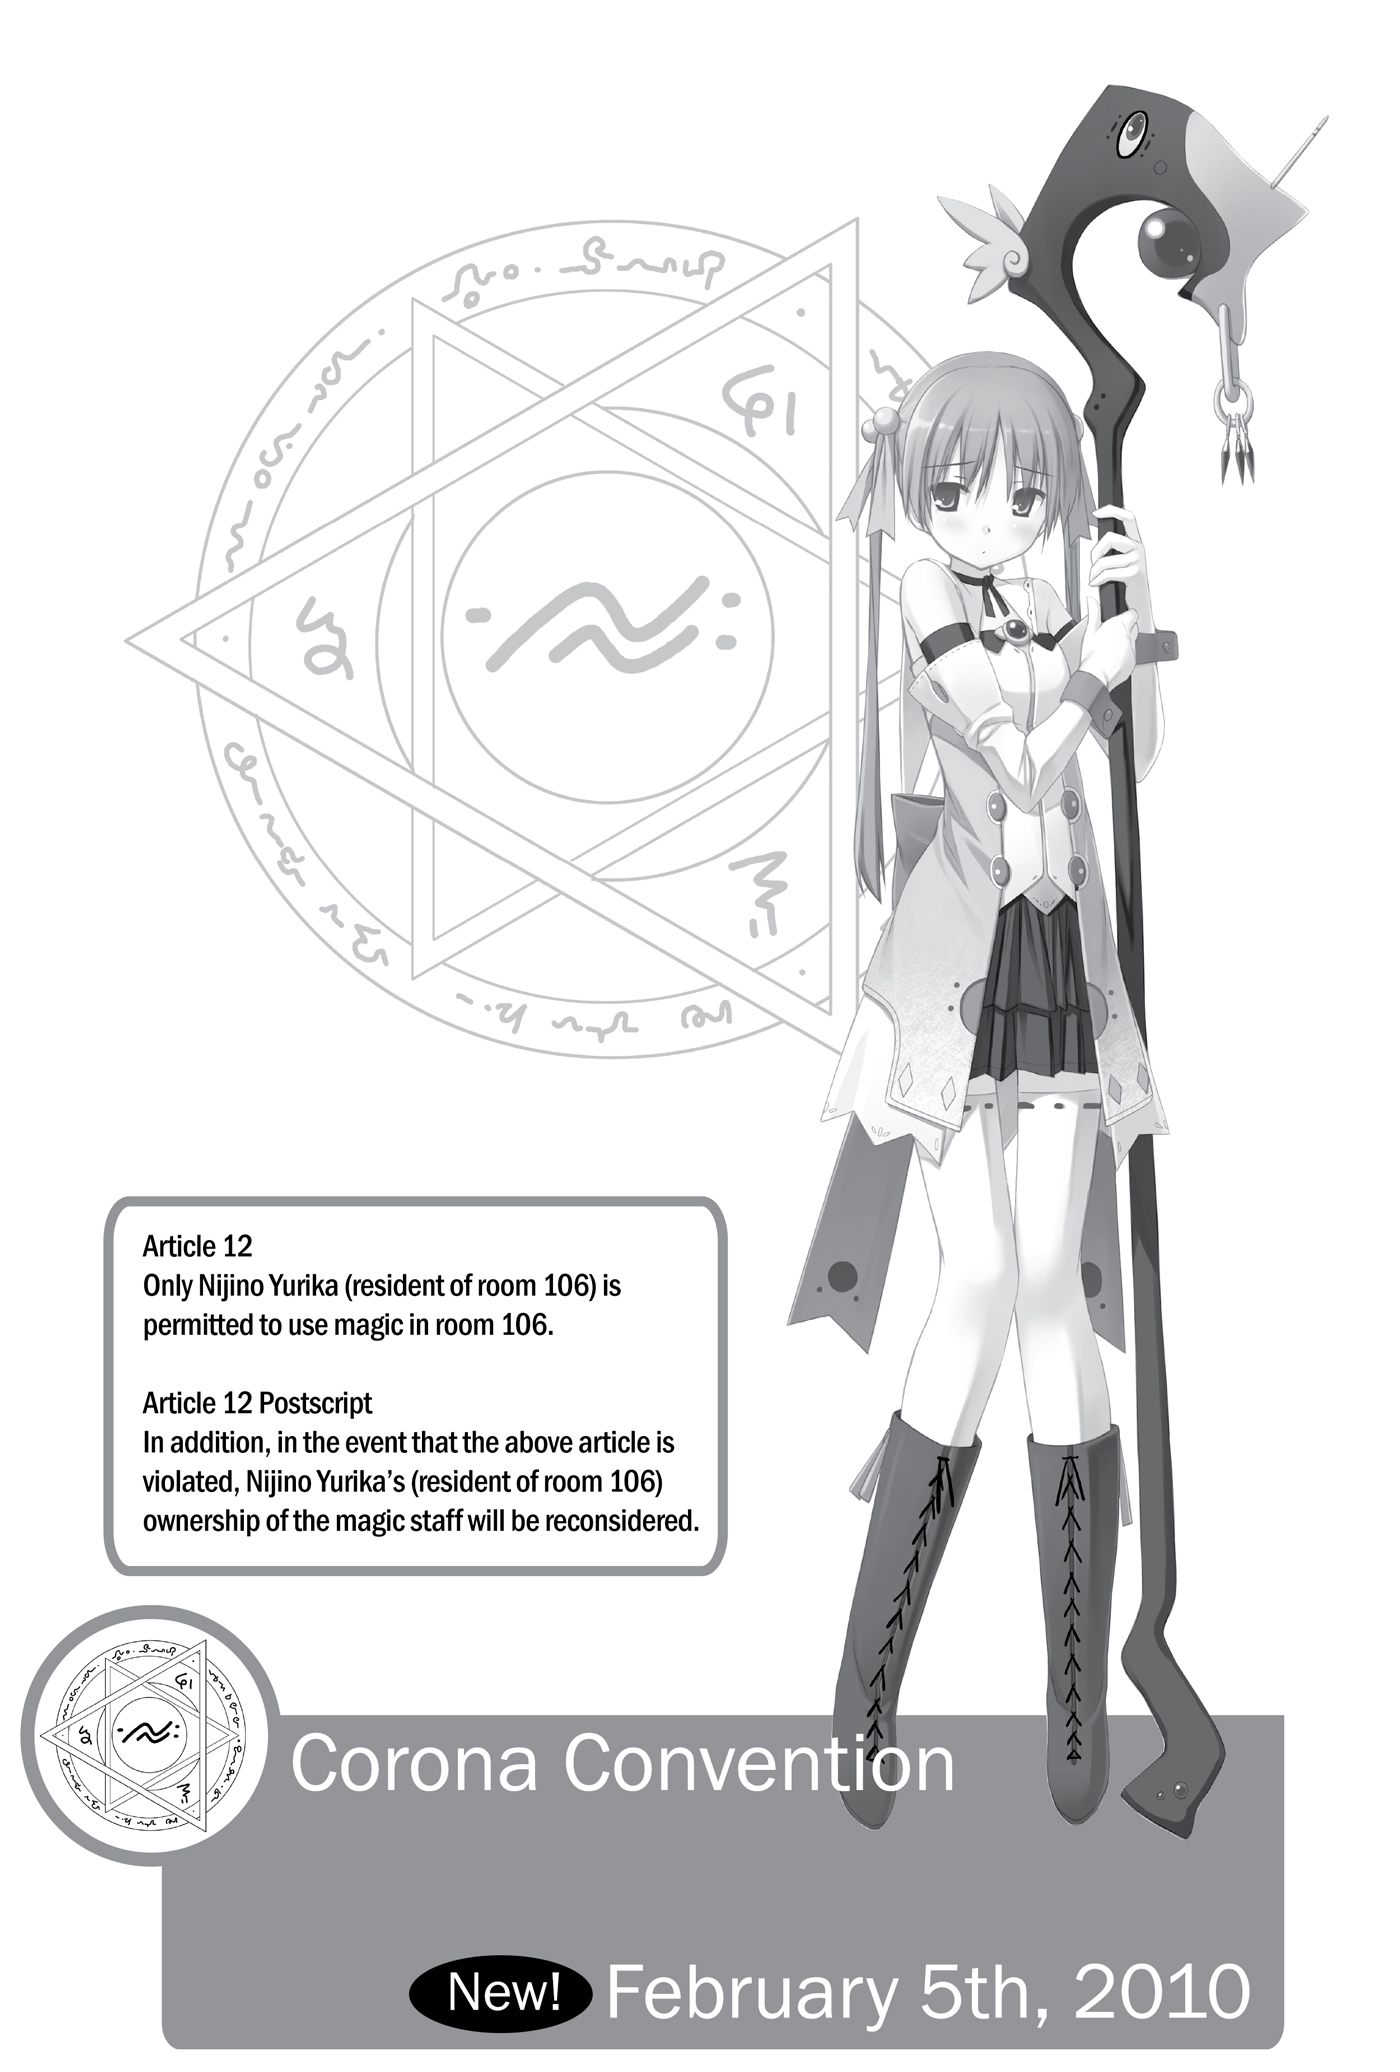 Article 12
Only Nijino Yurika (resident of room 106) is
permitted to use magic in room 106.
Article 12 Postscript
In addition, in the event that the above article is
violated, Nijino Yurika’s (resident of room 106)
ownership of the magic staff will be reconsidered.
Corona Convention
New! February 5th, 2010